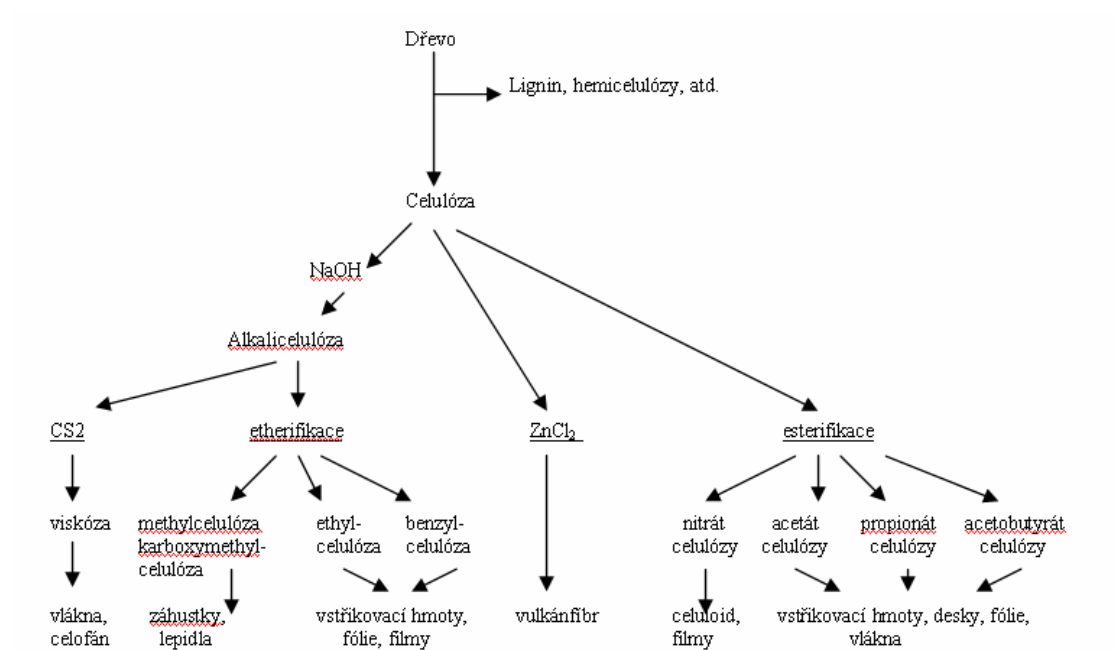 Dřevo
Lignin, hemicelulózy, atd.
Celulóza
NaOH
Alkalicelulóza
CS2
etherifikace
ZnCl₂
esterifikace
viskóza
methylcelulóza
karboxymethyl-
celulóza
ethyl-
celulóza
benzyl-
celulóza
nitrát
celulózy
acetát
celulózy
propionát
celulózy
acetobutyrát
celulózy
vlákna,
celofán
záhustky,
lepidla
vstřikovací hmoty,
fólie, filmy
vulkánfíbr
celuloid,
filmy
vstřikovací hmoty, desky, fólie,
vlákna